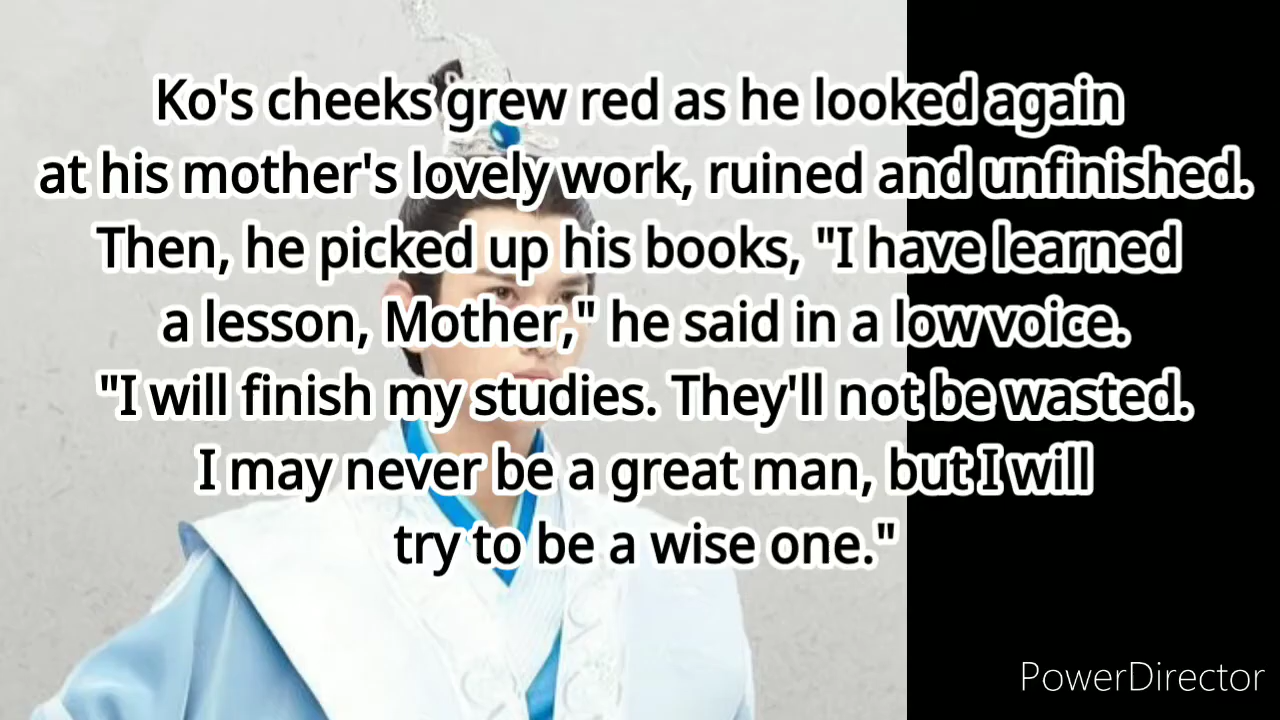 Ko's cheeks grew red as he looked again
at his mother's lovely work, ruined and unfinished.
Then, he picked up his books, "I have learned
a lesson, Mother," he said in a low voice.
"I will finish my studies. They'll not be wasted.
I may never be a great man, but I will
try to be a wise one."
PowerDirector